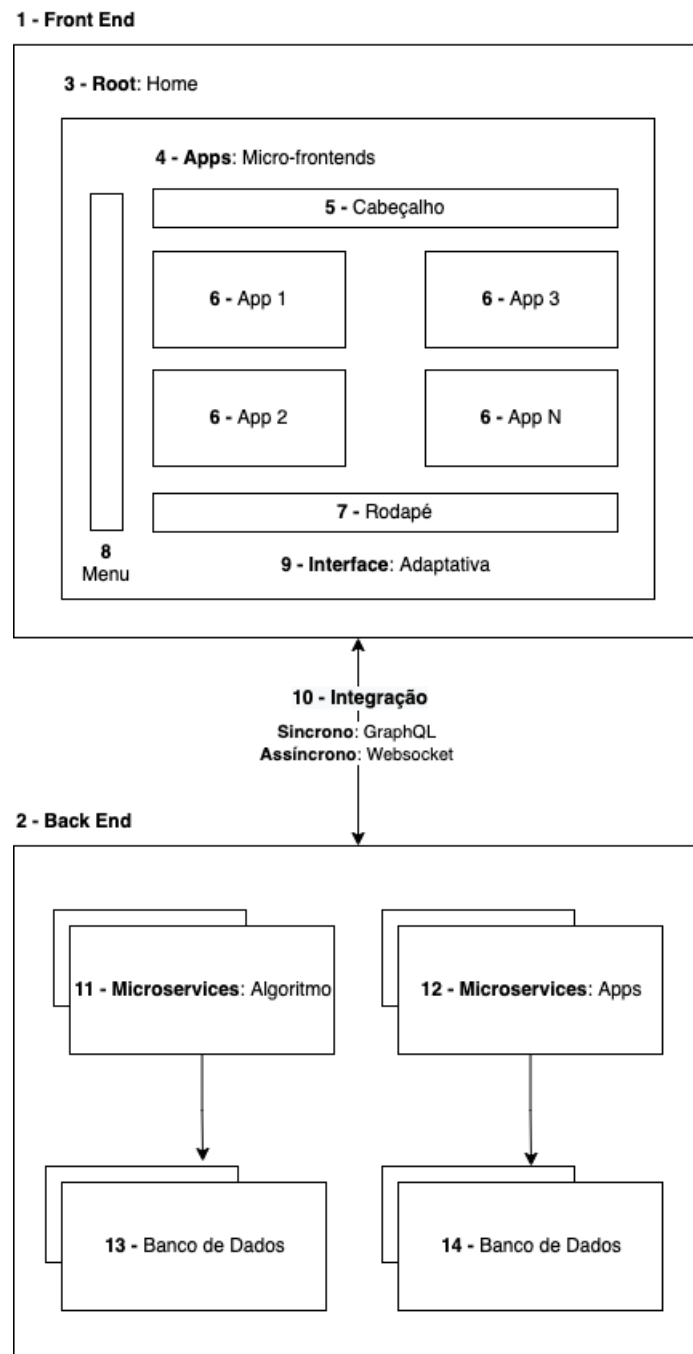 1 - Front End
3 - Root: Home
4 - Apps: Micro-frontends
5 - Cabeçalho
6 - App 1
6 - App 3
6 - App 2
6 - App N
7 - Rodapé
8
Menu
9 - Interface: Adaptativa
10 - Integração
Sincrono: GraphQL
Assíncrono: Websocket
2 - Back End
11 - Microservices: Algoritmo
12 - Microservices: Apps
13 - Banco de Dados
14 - Banco de Dados